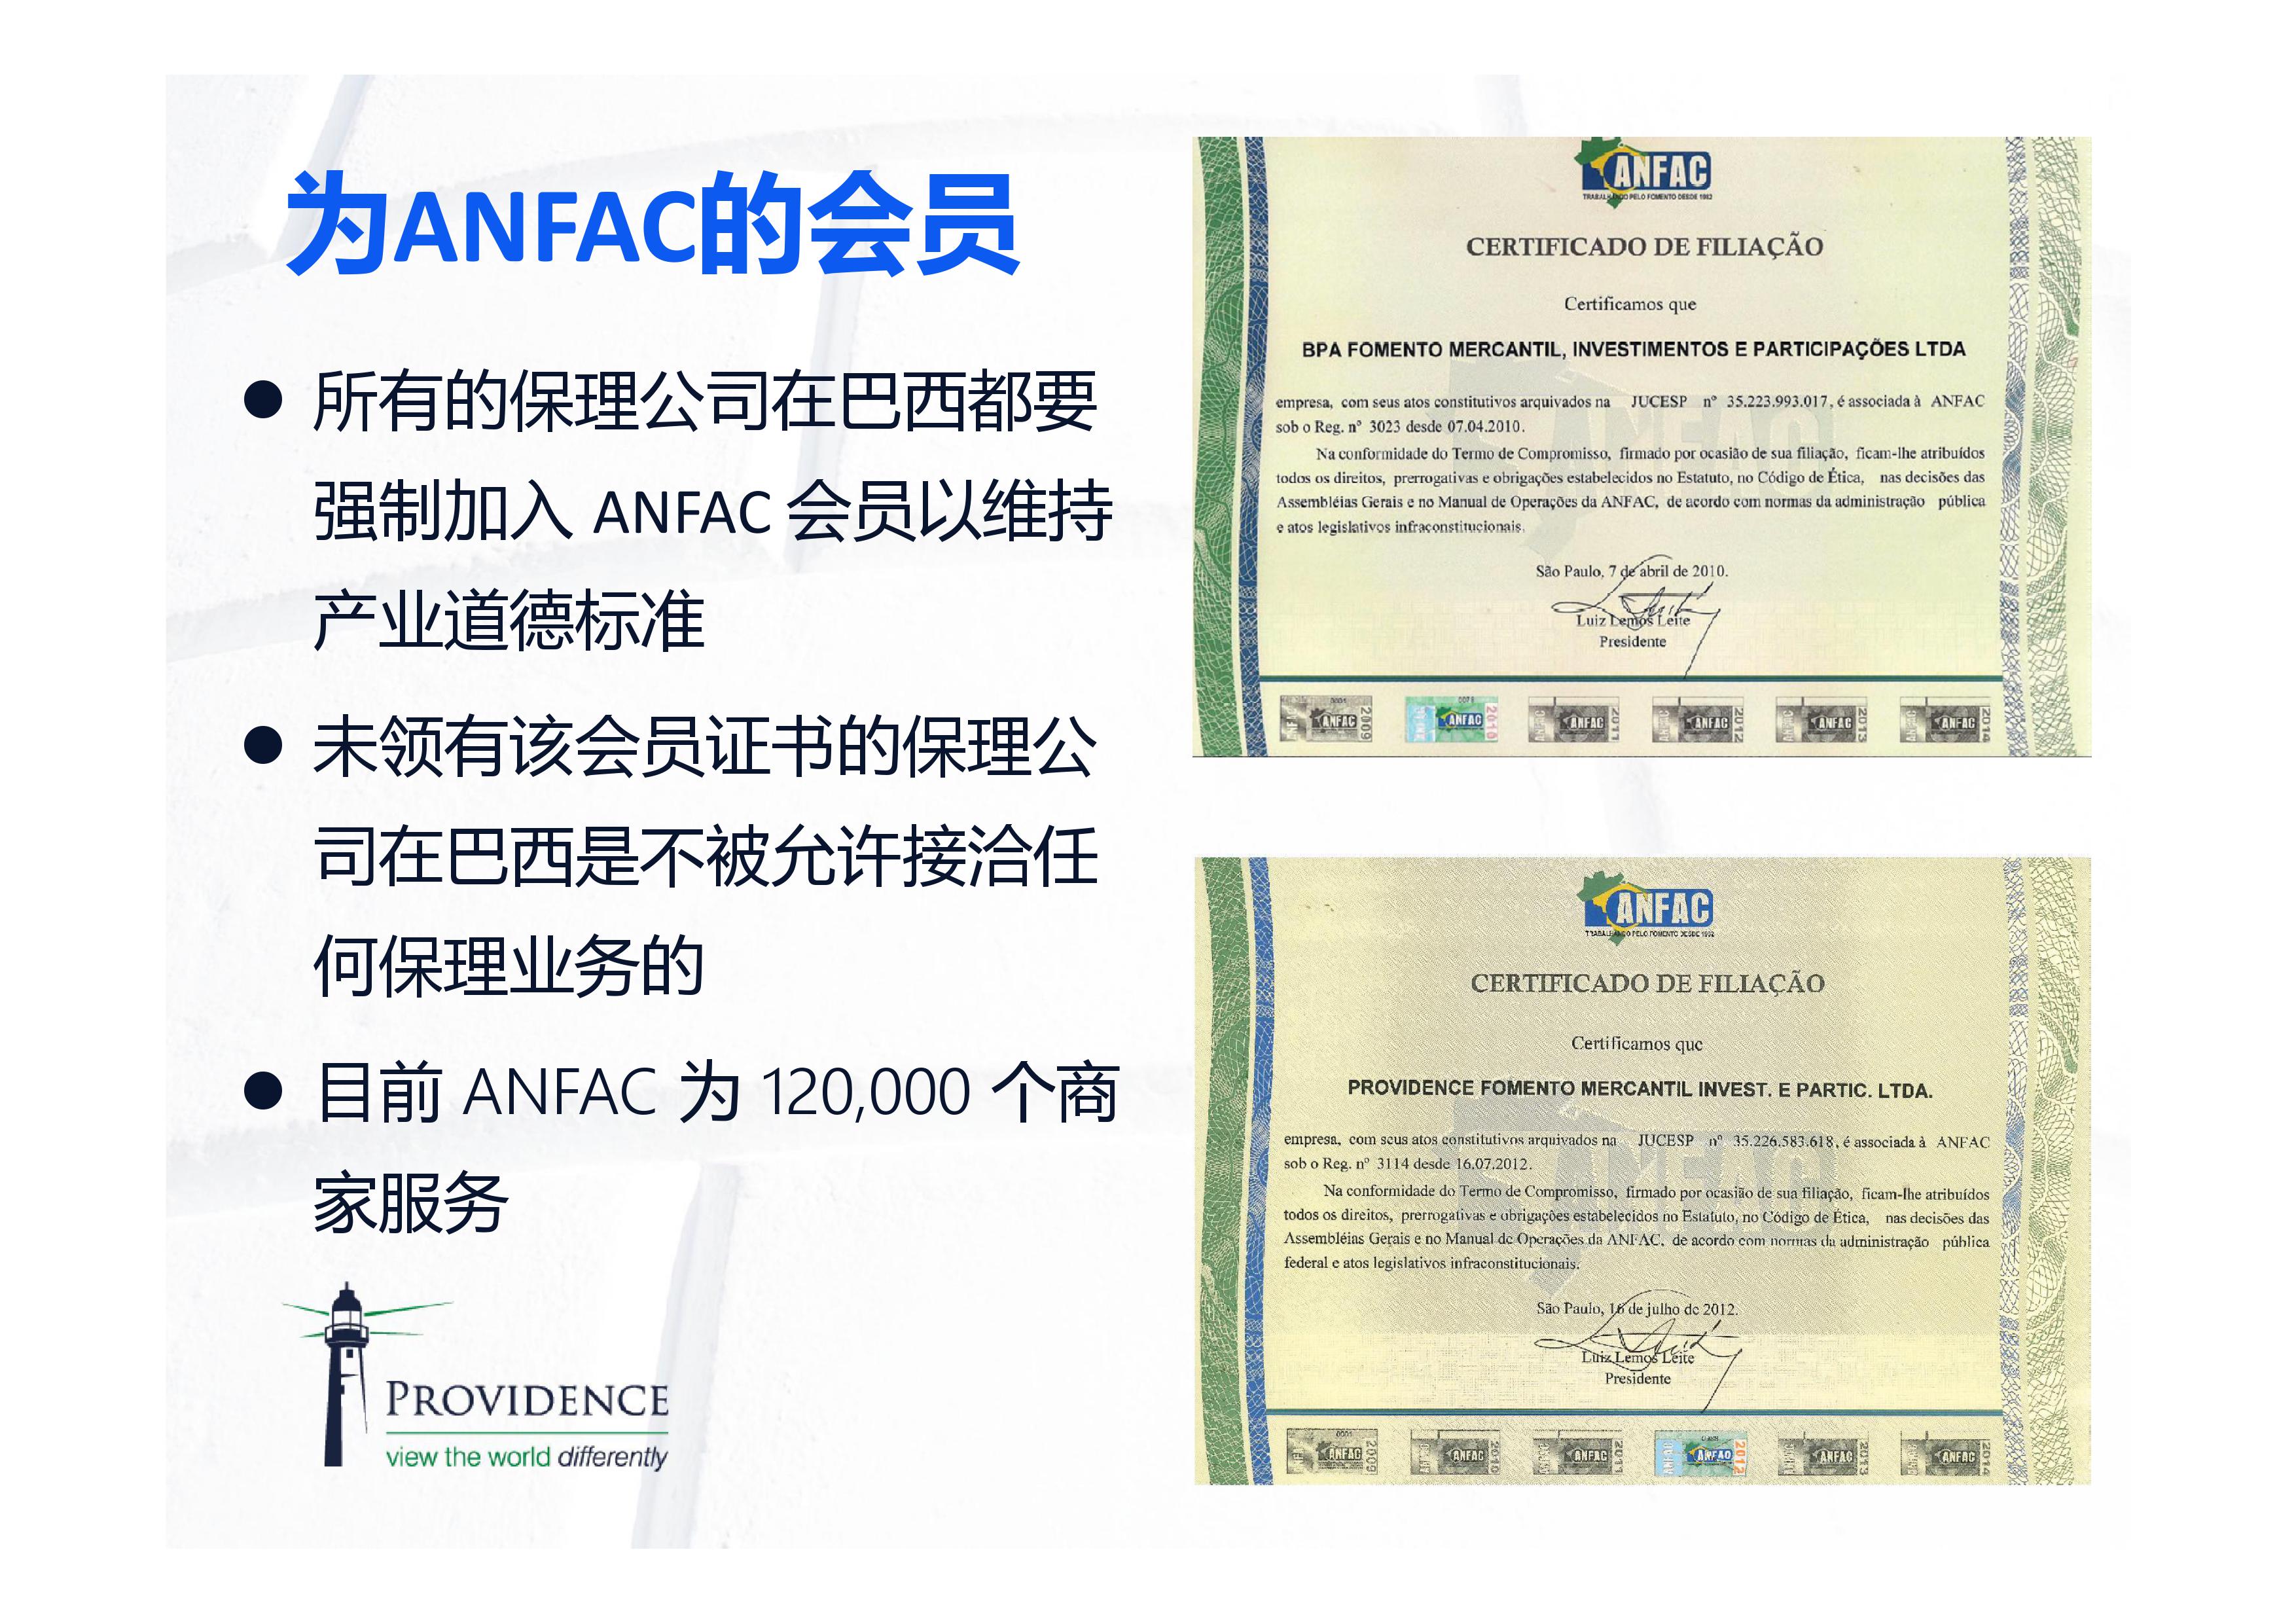 为ANFAC的会员
● 所有的保理公司在巴西都要
强制加入 ANFAC 会员以维持
产业道德标准
● 未领有该会员证书的保理公
司在巴西是不被允许接洽任
何保理业务的
● 目前 ANFAC 为 120,000 个商
家服务
PROVIDENCE
view the world differently
ANFAC
TRABALHANDO PELO FOMENTO DESDE 1982
CERTIFICADO DE FILIAÇÃO
Certificamos que
BPA FOMENTO MERCANTIL, INVESTIMENTOS E PARTICIPAÇÕES LTDA
empresa, com seus atos constitutivos arquivados na JUCESP nº 35.223.993.017, é associada à ANFAC
sob o Reg. nº 3023 desde 07.04.2010.
Na conformidade do Termo de Compromisso, firmado por ocasião de sua filiação, ficam-lhe atribuídos
todos os direitos, prerrogativas e obrigações estabelecidos no Estatuto, no Código de Ética, nas decisões das
Assembléias Gerais e no Manual de Operações da ANFAC, de acordo com normas da administração pública
e atos legislativos infraconstitucionais.
São Paulo, 7 de abril de 2010.
Luiz Lemos Leite
Presidente
ANFAC 2009 ANFAC 2010 ANFAC 2011 ANFAC 2012 ANFAC 2013 ANFAC 2014
ANFAC
TRABALHANDO PELO FOMENTO DESDE 1982
CERTIFICADO DE FILIAÇÃO
Certificamos que
PROVIDENCE FOMENTO MERCANTIL INVEST. E PARTIC. LTDA.
empresa, com seus atos constitutivos arquivados na JUCESP nº 35.226.583.618, é associada à ANFAC
sob o Reg. nº 3114 desde 16.07.2012.
Na conformidade do Termo de Compromisso, firmado por ocasião de sua filiação, ficam-lhe atribuídos
todos os direitos, prerrogativas e obrigações estabelecidos no Estatuto, no Código de Ética, nas decisões das
Assembléias Gerais e no Manual de Operações da ANFAC, de acordo com normas da administração pública
federal e atos legislativos infraconstitucionais.
São Paulo, 16 de julho de 2012.
Luiz Lemos Leite
Presidente
ANFAC 2009 ANFAC 2010 ANFAC 2011 ANFAC 2012 ANFAC 2013 ANFAC 2014